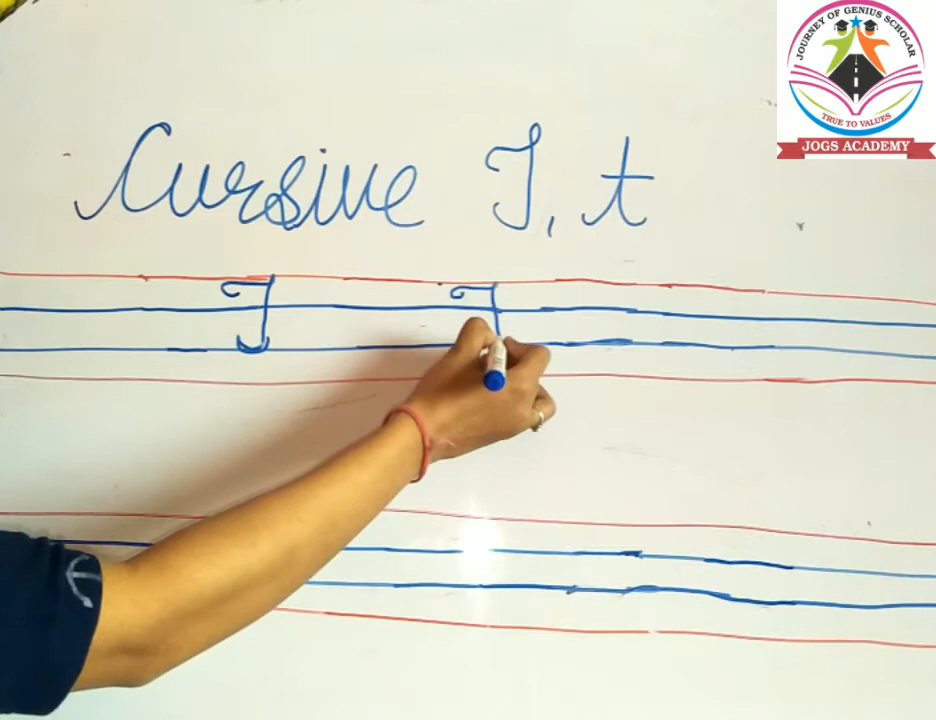 JOURNEY OF GENIUS SCHOLAR
TRUE TO VALUES
JOGS ACADEMY
Cursive T, t
T T